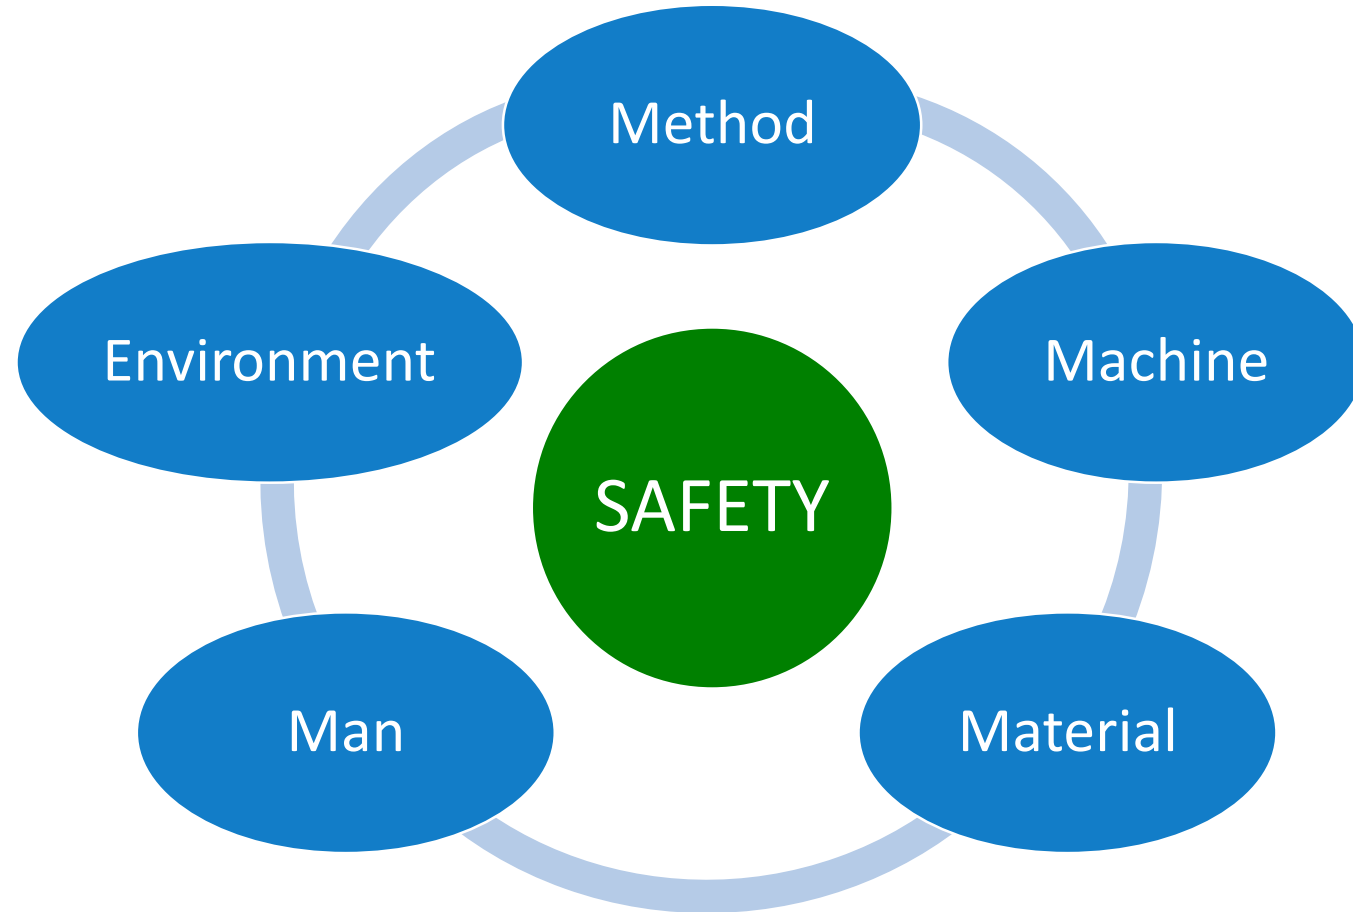 Method
Environment
Machine
SAFETY
Man
Material